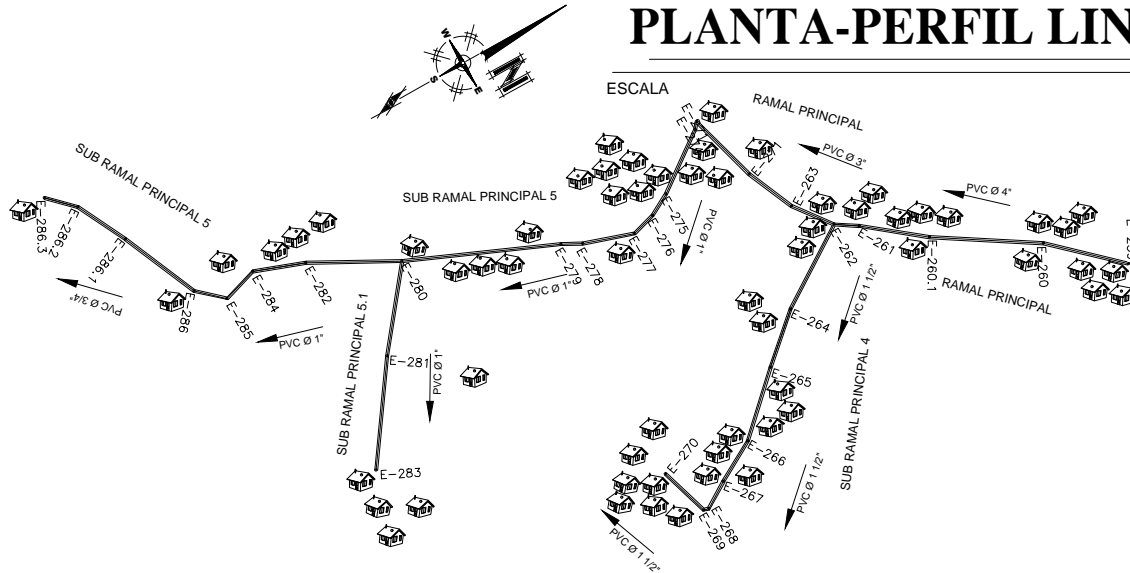 PLANTA-PERFIL LIN
ESCALA
W
N
S
E
RAMAL PRINCIPAL
PVC Ø 3"
PVC Ø 4"
SUB RAMAL PRINCIPAL 5
SUB RAMAL PRINCIPAL 5
E-263
E-262
E-261
E-260.1
E-260
RAMAL PRINCIPAL
E-275
E-276
E-277
PVC Ø 1"
E-278
E-279
PVC Ø 1"
E-280
E-282
E-284
E-285
PVC Ø 1"
E-286
E-286.1
E-286.2
E-286.3
PVC Ø 3/4"
SUB RAMAL PRINCIPAL 5.1
E-281
PVC Ø 1"
E-283
PVC Ø 1 1/2"
E-264
E-265
SUB RAMAL PRINCIPAL 4
E-266
E-267
PVC Ø 1 1/2"
E-268
E-269
E-270
PVC Ø 1 1/2"